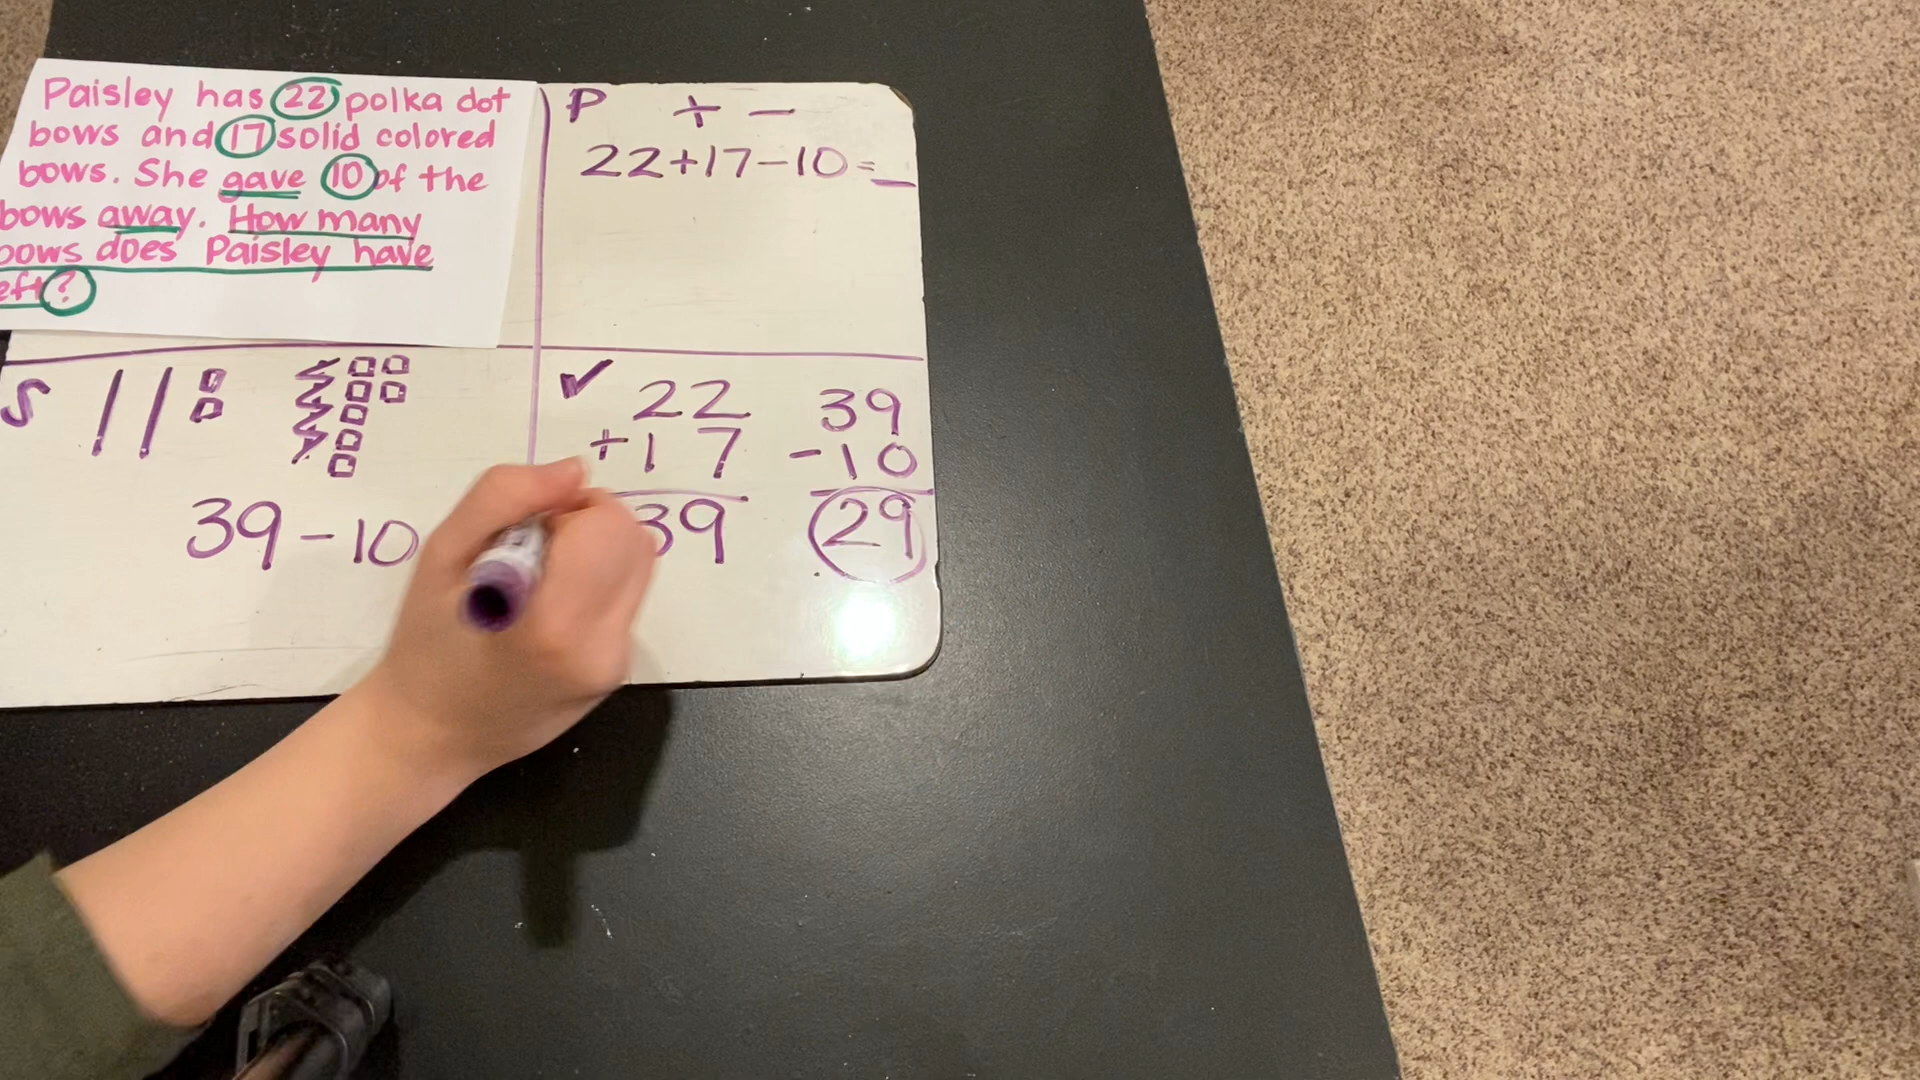 Paisley has 22 polka dot
bows and 17 solid colored
bows. She gave 10 of the
bows away. How many
bows does Paisley have
eft?
P + -
22+17-10=_
S
39-10
✓ 22
+17
39
39
-10
29